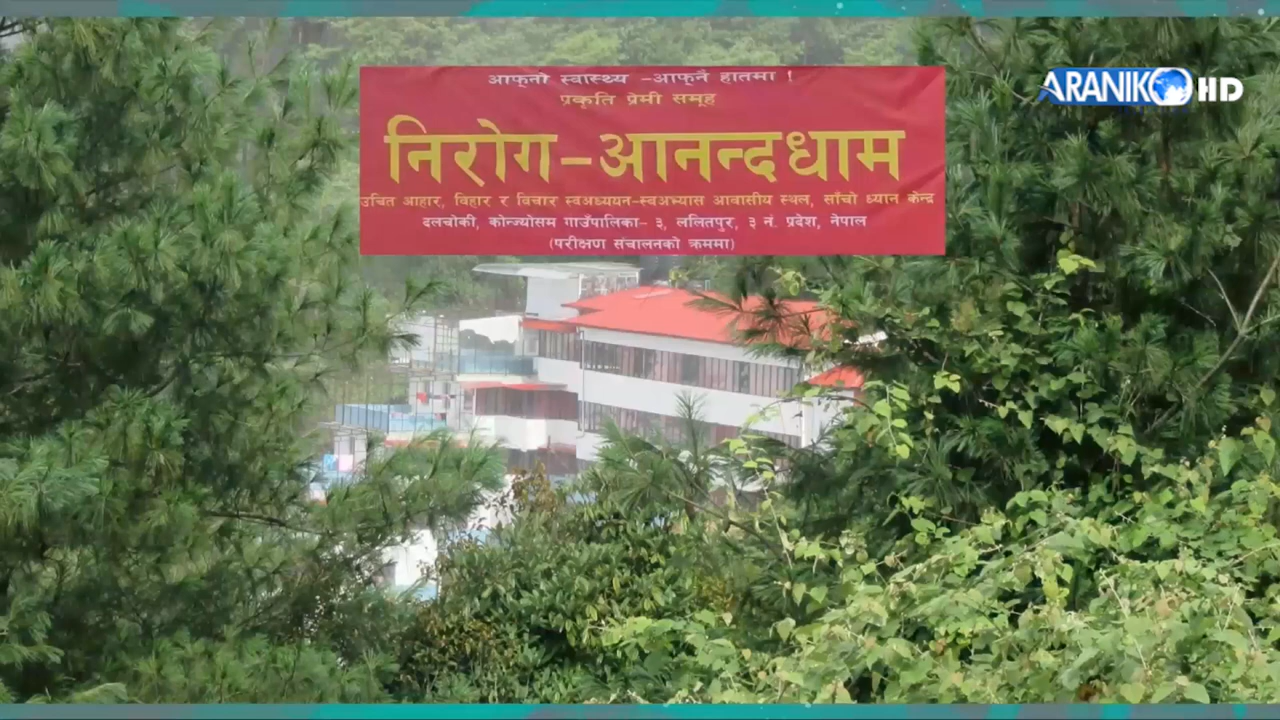 आफ्नो स्वास्थ्य -आफ्नै हातमा !
प्रकृति प्रेमी समूह
निरोग-आनन्दधाम
उचित आहार, विहार र विचार स्वअध्ययन-स्वअभ्यास आवासीय स्थल, साँचो ध्यान केन्द्र
दलचोकी, कोन्ज्योसम गाउँपालिका- ३, ललितपुर, ३ नं. प्रदेश, नेपाल
(परीक्षण संचालनको क्रममा)
ARANIKO HD